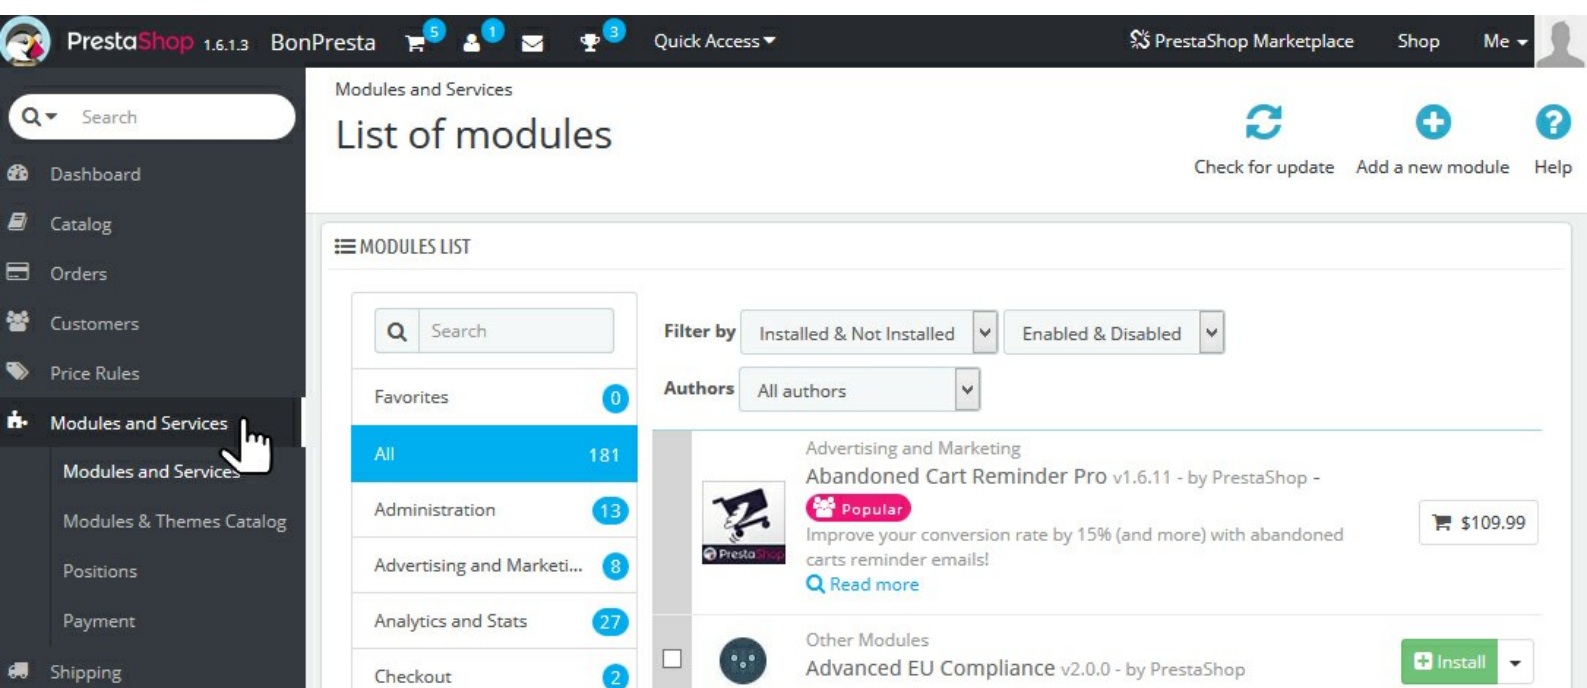 PrestaShop 1.6.1.3 BonPresta 5 1 3 Quick Access PrestaShop Marketplace Shop Me
Search
Dashboard
Catalog
Orders
Customers
Price Rules
Modules and Services
Modules and Services
Modules & Themes Catalog
Positions
Payment
Shipping
Modules and Services
List of modules
Check for update Add a new module Help
MODULES LIST
Search
Favorites 0
All 181
Administration 13
Advertising and Marketi... 8
Analytics and Stats 27
Checkout 2
Filter by Installed & Not Installed Enabled & Disabled
Authors All authors
Advertising and Marketing
Abandoned Cart Reminder Pro v1.6.11 - by PrestaShop -
Popular
Improve your conversion rate by 15% (and more) with abandoned
carts reminder emails!
Read more
PrestaShop
$109.99
Other Modules
Advanced EU Compliance v2.0.0 - by PrestaShop
Install